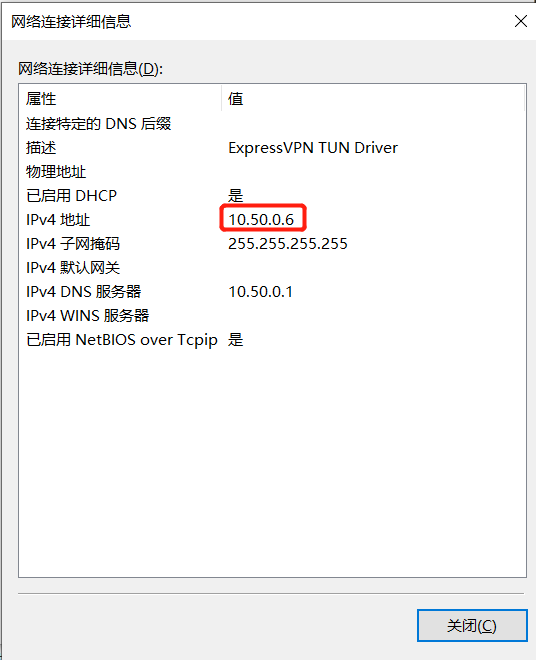 网络连接详细信息
网络连接详细信息(D):
属性 值
连接特定的 DNS 后缀
描述 ExpressVPN TUN Driver
物理地址
已启用 DHCP 是
IPv4 地址 10.50.0.6
IPv4 子网掩码 255.255.255.255
IPv4 默认网关
IPv4 DNS 服务器 10.50.0.1
IPv4 WINS 服务器
已启用 NetBIOS over Tcpip 是
关闭(C)